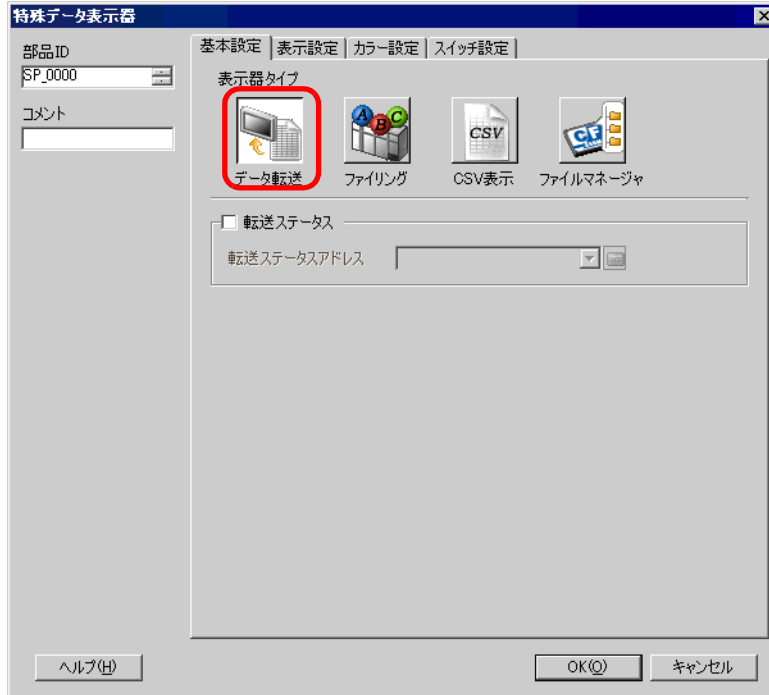 特殊データ表示器
部品ID
SP_0000
コメント
基本設定 表示設定 カラー設定 スイッチ設定
表示器タイプ
A B C
CSV
CF
データ転送 ファイリング CSV表示 ファイルマネージャ
転送ステータス
転送ステータスアドレス
ヘルプ(H) OK(O) キャンセル